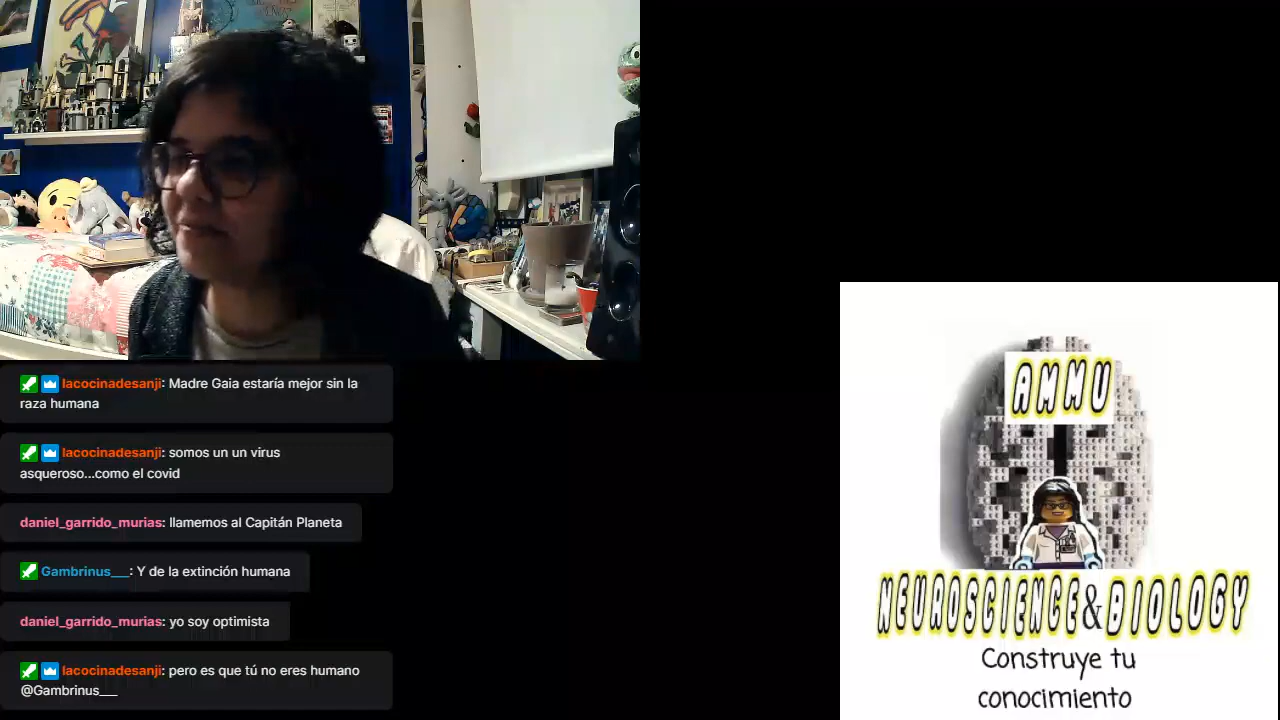 lacocinadesanji: Madre Gaia estaría mejor sin la
raza humana
lacocinadesanji: somos un un virus
asqueroso...como el covid
daniel_garrido_murias: llamemos al Capitán Planeta
Gambrinus___: Y de la extinción humana
daniel_garrido_murias: yo soy optimista
lacocinadesanji: pero es que tú no eres humano
@Gambrinus___
AMMU
NEUROSCIENCE&BIOLOGY
Construye tu
conocimiento